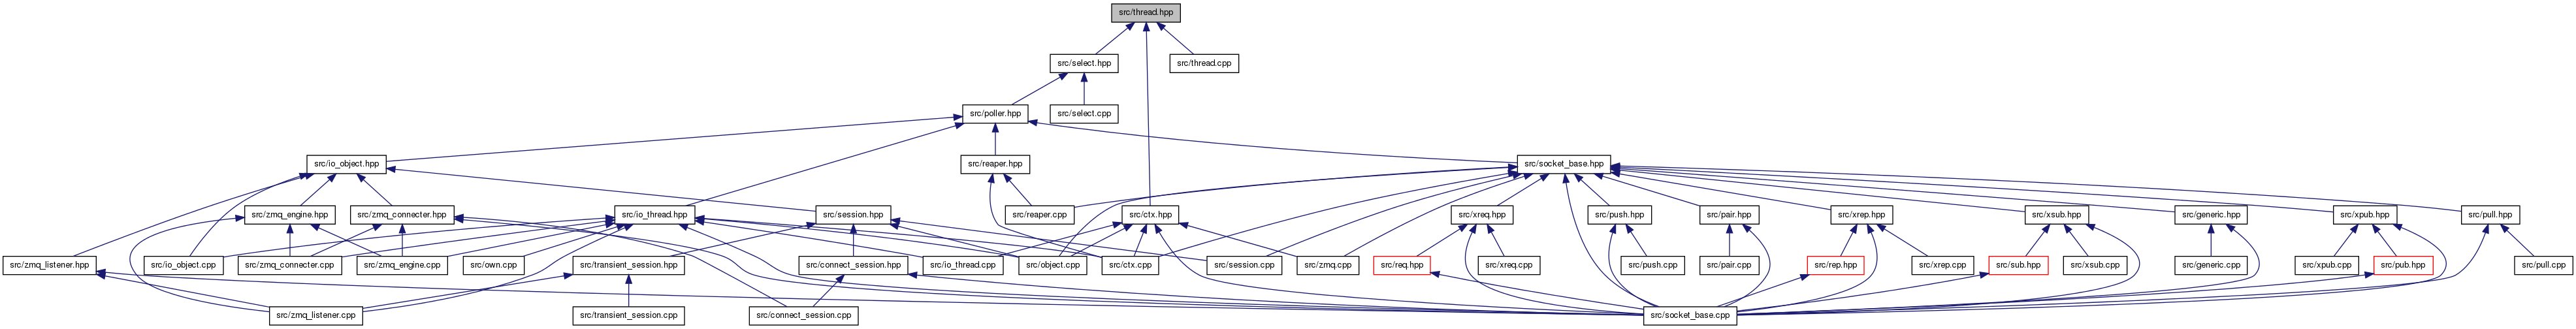 src/thread.hpp
src/select.hpp
src/thread.cpp
src/poller.hpp
src/select.cpp
src/io_object.hpp
src/reaper.hpp
src/socket_base.hpp
src/zmq_engine.hpp
src/zmq_connecter.hpp
src/io_thread.hpp
src/session.hpp
src/reaper.cpp
src/ctx.hpp
src/xreq.hpp
src/push.hpp
src/pair.hpp
src/xrep.hpp
src/xsub.hpp
src/generic.hpp
src/xpub.hpp
src/pull.hpp
src/zmq_listener.hpp
src/io_object.cpp
src/zmq_connecter.cpp
src/zmq_engine.cpp
src/own.cpp
src/transient_session.hpp
src/connect_session.hpp
src/io_thread.cpp
src/object.cpp
src/ctx.cpp
src/session.cpp
src/zmq.cpp
src/req.hpp
src/xreq.cpp
src/push.cpp
src/pair.cpp
src/rep.hpp
src/xrep.cpp
src/sub.hpp
src/xsub.cpp
src/generic.cpp
src/xpub.cpp
src/pub.hpp
src/pull.cpp
src/zmq_listener.cpp
src/transient_session.cpp
src/connect_session.cpp
src/socket_base.cpp